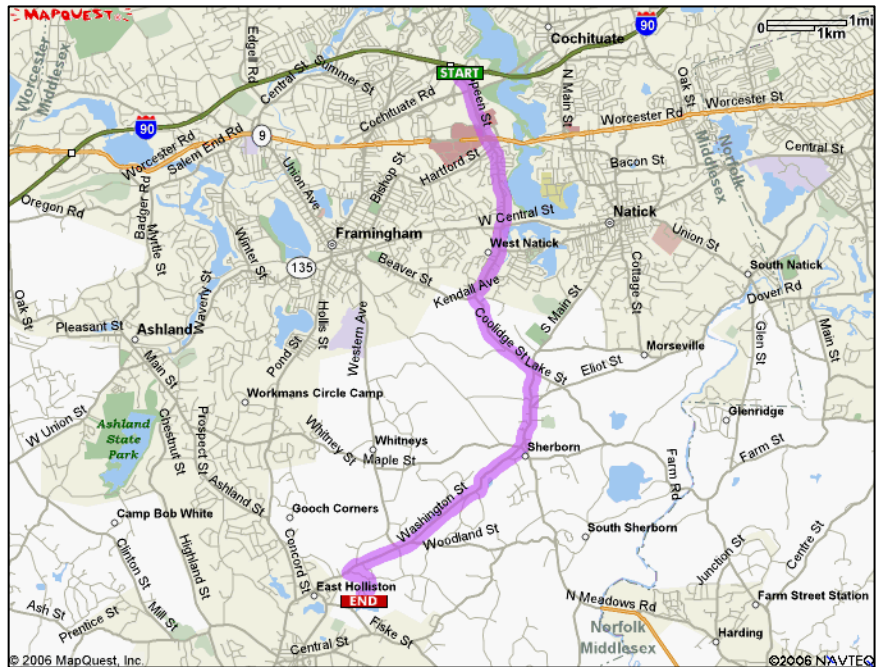 MAPQUEST
90
0 1mi
1km
Cochituate
Worcester
Middlesex
Edgell Rd
Central St
Summer St
START
Speen St
N Main St
Oak St
Worcester Rd
Worcester St
Cochituate Rd
90
Worcester Rd
Salem End Rd
9
Union Ave
Bishop St
Hartford St
Bacon St
Norfolk
Middlesex
Central St
Oregon Rd
Badger Rd
Myrtle St
Winter St
Framingham
W Central St
Natick
Union St
West Natick
135
Beaver St
Kendall Ave
Cottage St
South Natick
Dover Rd
Oak St
Waverly St
Hollis St
Western Ave
Coolidge St
S Main St
Glen St
Main St
Pleasant St
Ashland
Pond St
Lake St
Eliot St
Morseville
Main St
Workmans Circle Camp
Glenridge
W Union St
Ashland
State
Park
Chestnut St
Prospect St
Whitney St
Whitneys
Maple St
Sherborn
Farm Rd
Farm St
Ashland St
Camp Bob White
Gooch Corners
Washington St
Woodland St
South Sherborn
Centre St
Clinton St
Highland St
Concord St
Junction St
East Holliston
END
N Meadows Rd
Farm Street Station
Ash St
Prentice St
Mill St
Fiske St
Norfolk
Middlesex
Harding
Central St
© 2006 MapQuest, Inc.
©2006 NAVTEQ